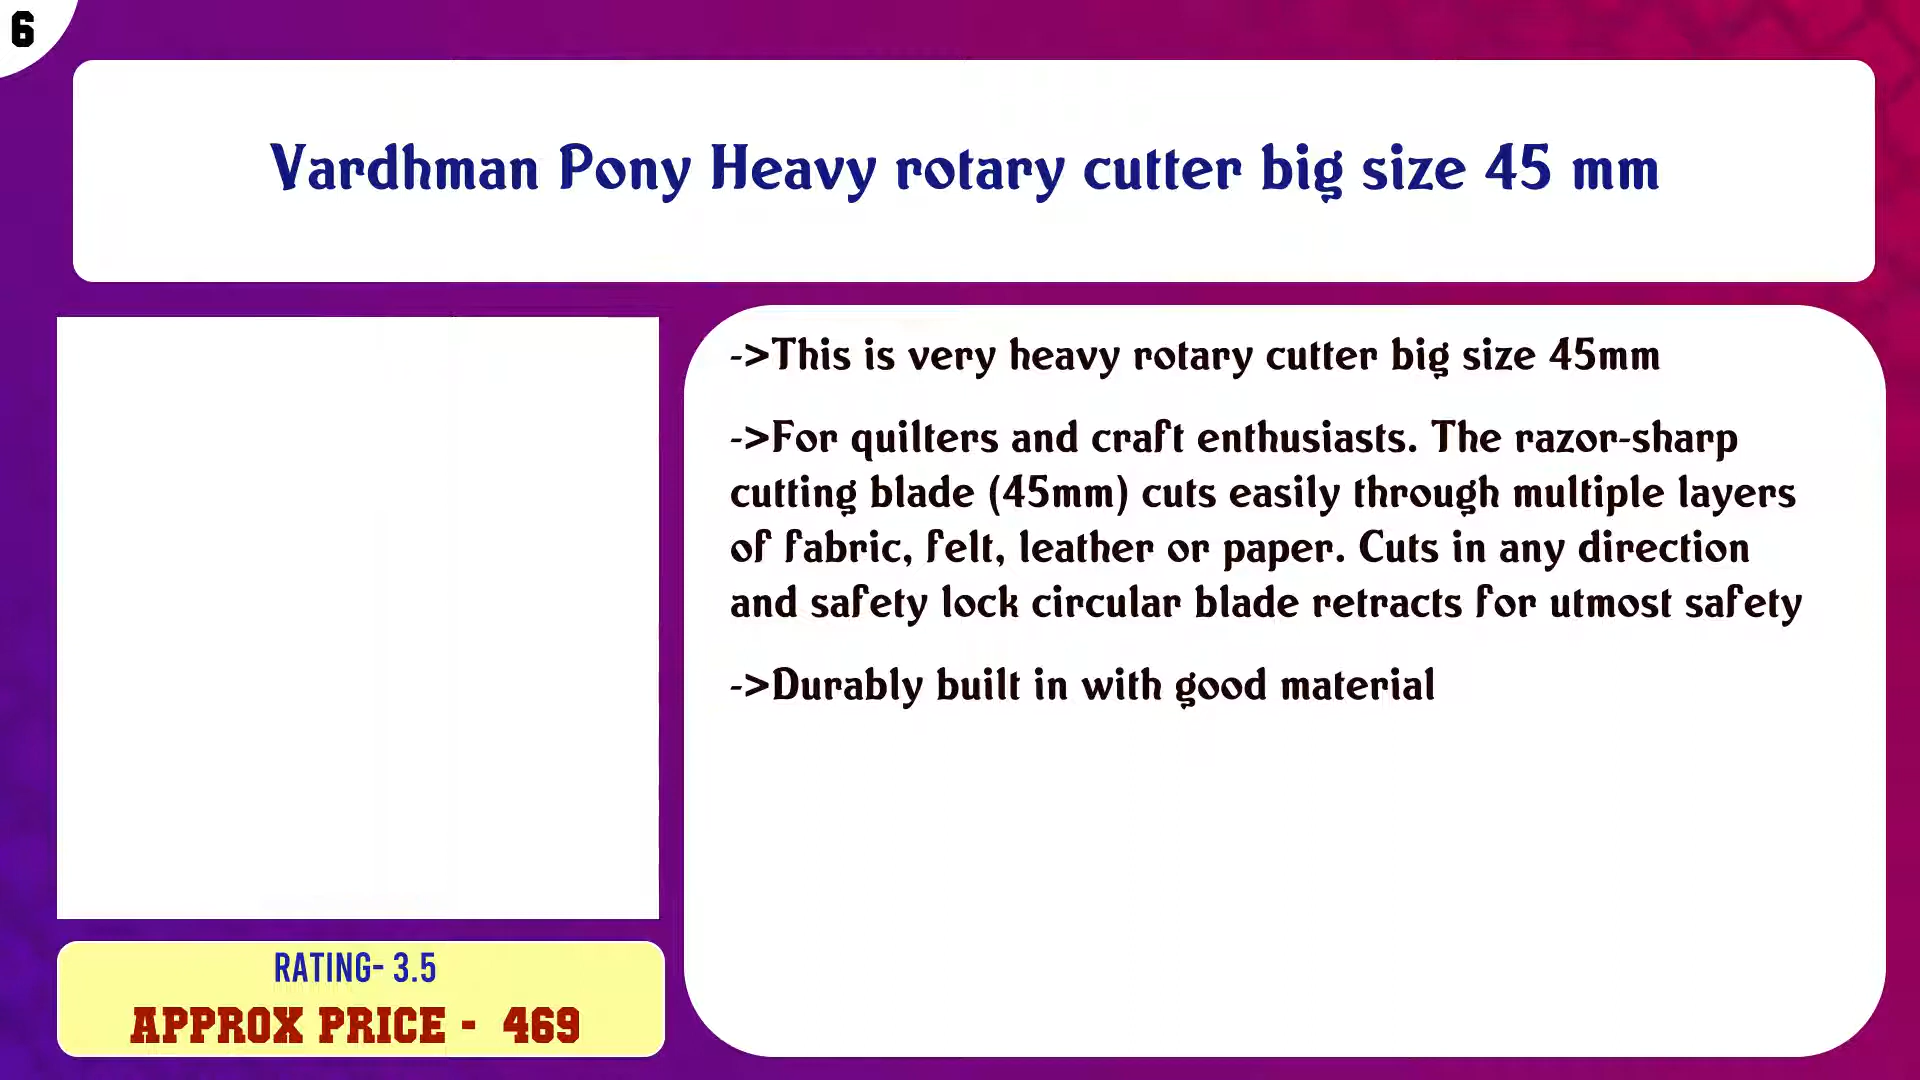 6
Vardhman Pony Heavy rotary cutter big size 45 mm
->This is very heavy rotary cutter big size 45mm
->For quilters and craft enthusiasts. The razor-sharp
cutting blade (45mm) cuts easily through multiple layers
of fabric, felt, leather or paper. Cuts in any direction
and safety lock circular blade retracts for utmost safety
->Durably built in with good material
RATING- 3.5
APPROX PRICE - 469